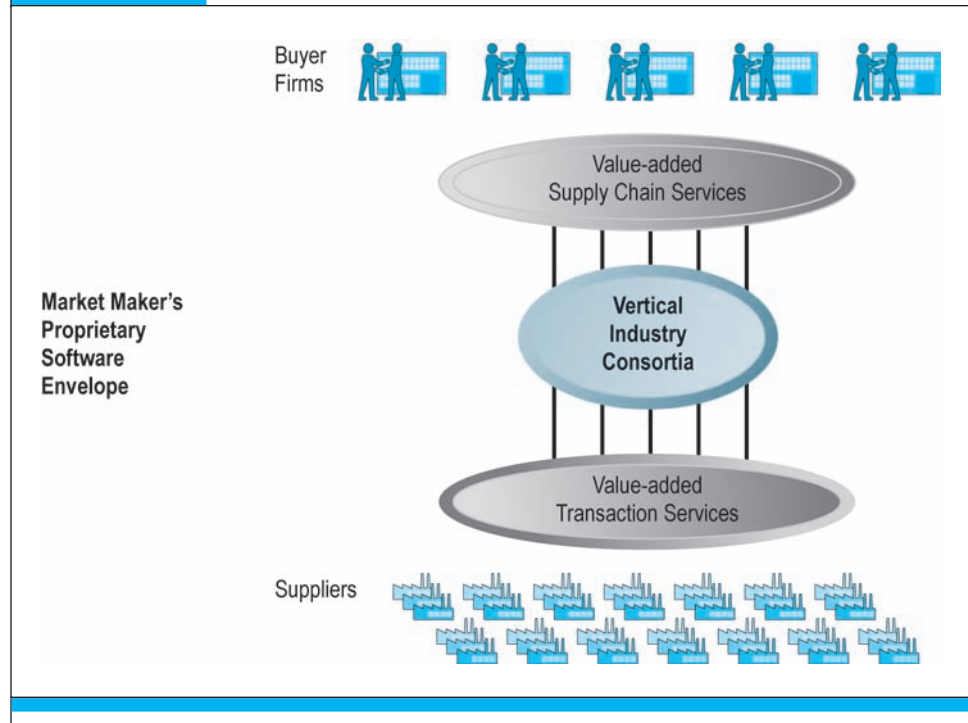 Buyer
Firms
Value-added
Supply Chain Services
Market Maker's
Proprietary
Software
Envelope
Vertical
Industry
Consortia
Value-added
Transaction Services
Suppliers